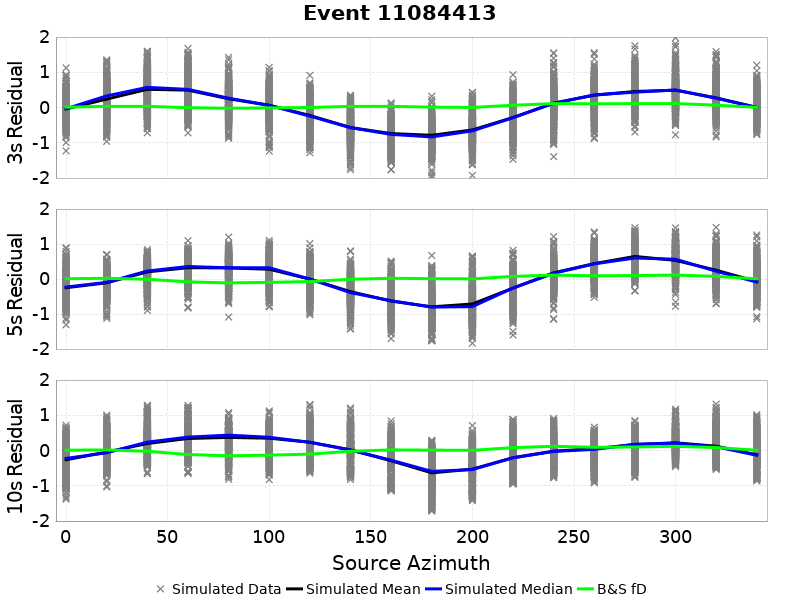 Event 11084413
3s Residual
2
1
0
-1
-2
5s Residual
2
1
0
-1
-2
10s Residual
2
1
0
-1
-2
0 50 100 150 200 250 300
Source Azimuth
Simulated Data Simulated Mean Simulated Median B&S fD